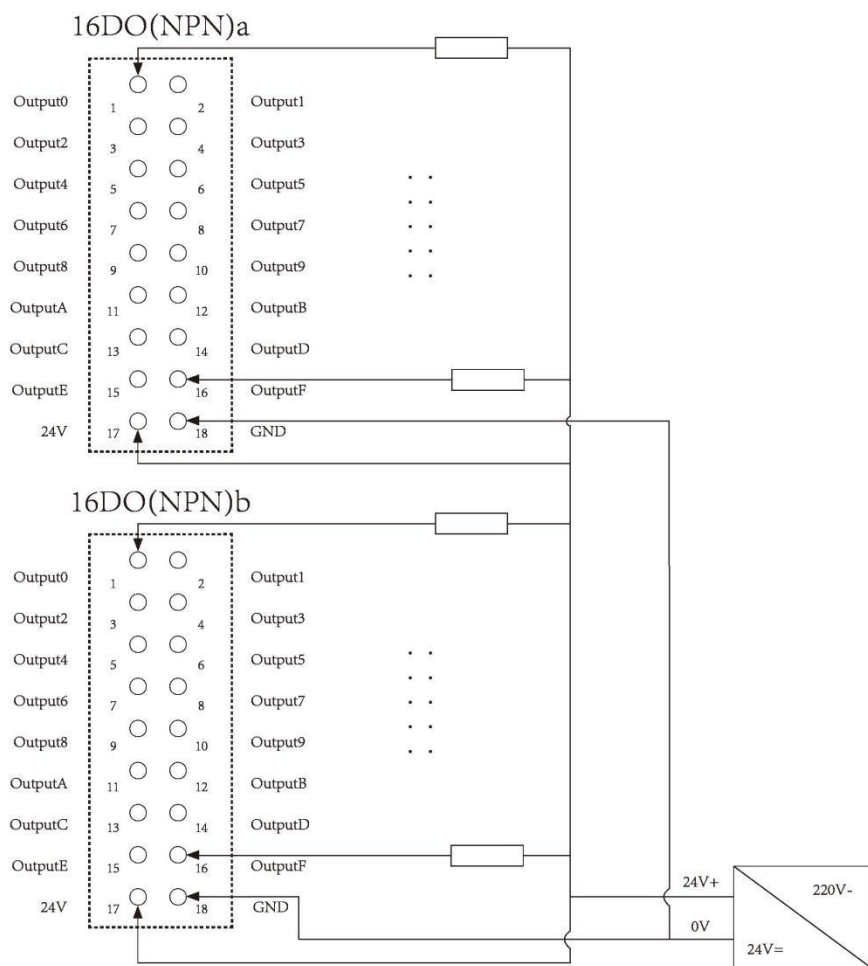 16DO(NPN)a
Output0 1 2 Output1
Output2 3 4 Output3
Output4 5 6 Output5
Output6 7 8 Output7
Output8 9 10 Output9
OutputA 11 12 OutputB
OutputC 13 14 OutputD
OutputE 15 16 OutputF
24V 17 18 GND
16DO(NPN)b
Output0 1 2 Output1
Output2 3 4 Output3
Output4 5 6 Output5
Output6 7 8 Output7
Output8 9 10 Output9
OutputA 11 12 OutputB
OutputC 13 14 OutputD
OutputE 15 16 OutputF
24V 17 18 GND
24V+
220V-
0V
24V=